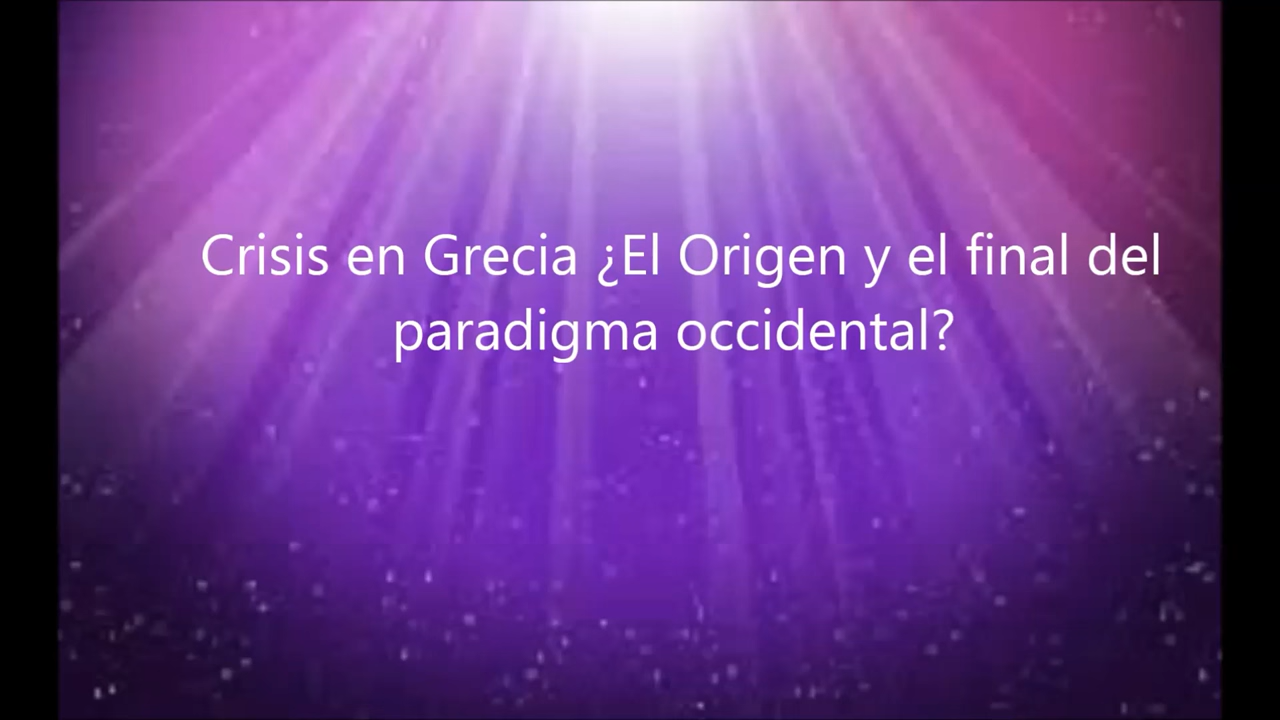 Crisis en Grecia ¿El Origen y el final del
paradigma occidental?